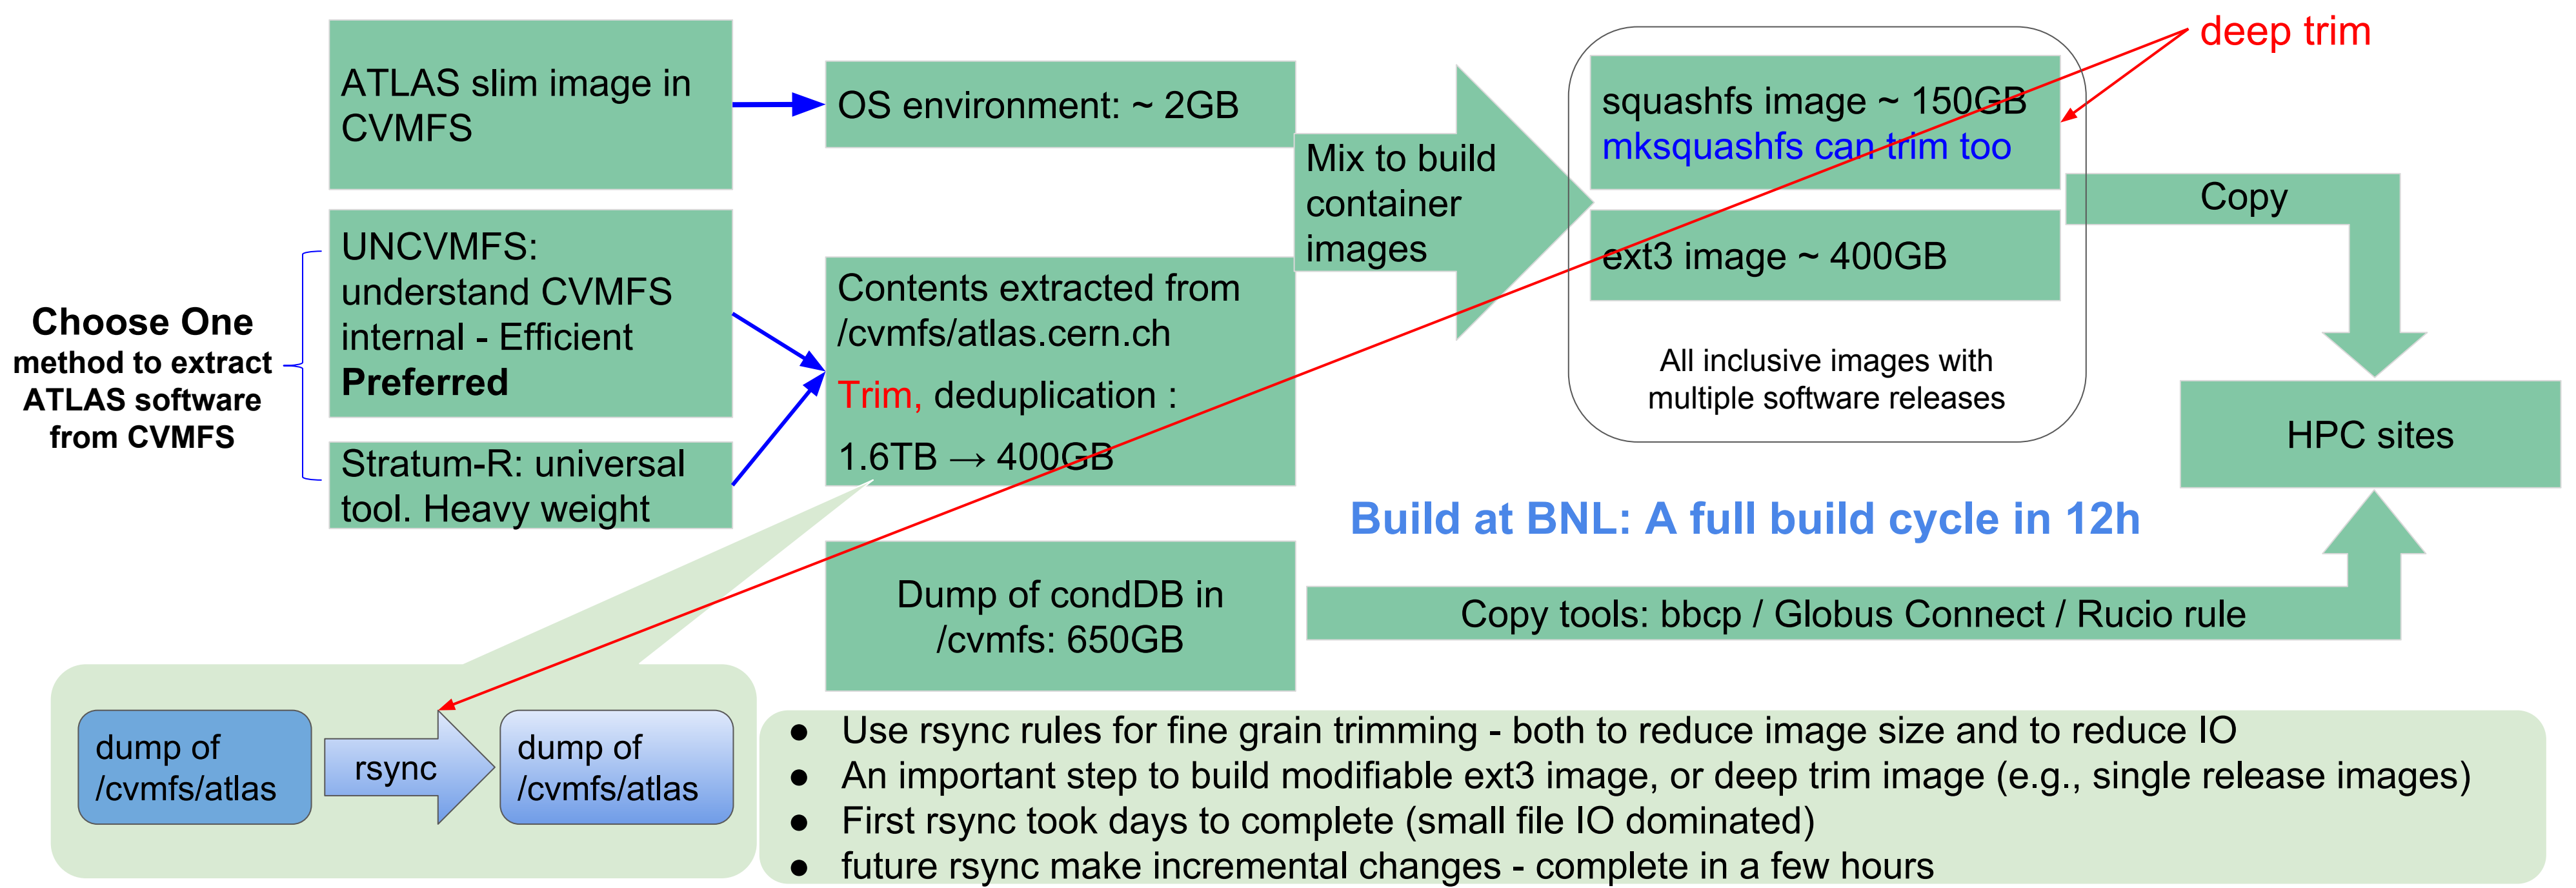 deep trim
ATLAS slim image in
CVMFS
OS environment: ~ 2GB
Mix to build
container
images
squashfs image ~ 150GB
mksquashfs can trim too
ext3 image ~ 400GB
All inclusive images with
multiple software releases
Copy
HPC sites
Choose One
method to extract
ATLAS software
from CVMFS
UNCVMFS:
understand CVMFS
internal - Efficient
Preferred
Stratum-R: universal
tool. Heavy weight
Contents extracted from
/cvmfs/atlas.cern.ch
Trim, deduplication :
1.6TB → 400GB
Build at BNL: A full build cycle in 12h
Dump of condDB in
/cvmfs: 650GB
Copy tools: bbcp / Globus Connect / Rucio rule
dump of
/cvmfs/atlas
rsync
dump of
/cvmfs/atlas
● Use rsync rules for fine grain trimming - both to reduce image size and to reduce IO
● An important step to build modifiable ext3 image, or deep trim image (e.g., single release images)
● First rsync took days to complete (small file IO dominated)
● future rsync make incremental changes - complete in a few hours